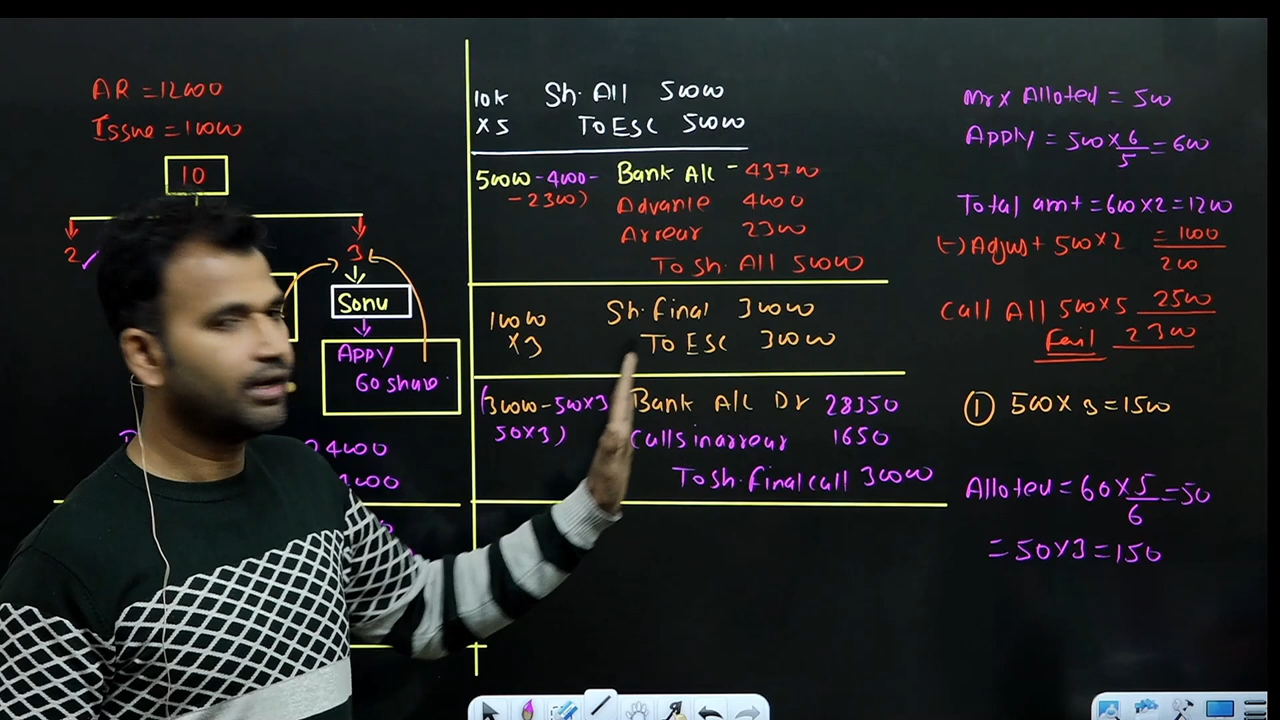 AR = 12000
Issue = 10000
10
2
3
Sonu
APPly
60 share
24000
10k Sh. All 50000
X 5 To Esc 50000
50000-4000- Bank A/c - 43700
- 2300) Advance 4000
Arrear 2300
To Sh. All 50000
10000 Sh. final 30000
X 3 To Esc 30000
(30000-500X3 Bank A/c Dr 28350
50X3) Calls in arrear 1650
To sh. final call 30000
Mr X Alloted = 500
Apply = 500 X 6/5 = 600
Total amt = 600 X 2 = 1200
(-) Adjust 500 X 2 = 1000
200
Call All 500 X 5 2500
Fail 2300
① 500 X 3 = 1500
Alloted = 60 X 5/6 = 50
= 50 X 3 = 150